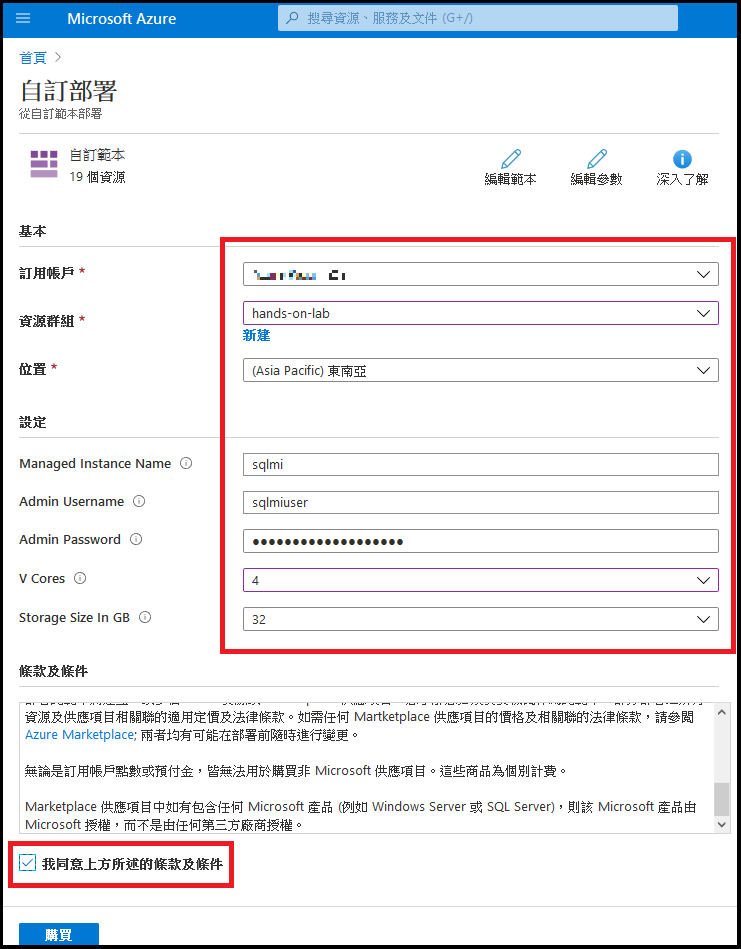 Microsoft Azure
搜尋資源、服務及文件 (G+/)
首頁 >
自訂部署
從自訂範本部署
自訂範本
19 個資源
編輯範本
編輯參數
深入了解
基本
訂用帳戶 *
資源群組 *
hands-on-lab
新建
位置 *
(Asia Pacific) 東南亞
設定
Managed Instance Name
sqlmi
Admin Username
sqlmiuser
Admin Password
V Cores
4
Storage Size In GB
32
條款及條件
資源及供應項目相關聯的適用定價及法律條款。如需任何 Martketplace 供應項目的價格及相關聯的法律條款，請參閱
Azure Marketplace; 兩者均有可能在部署前隨時進行變更。
無論是訂用帳戶點數或預付金，皆無法用於購買非 Microsoft 供應項目。這些商品為個別計費。
Marketplace 供應項目中如有包含任何 Microsoft 產品 (例如 Windows Server 或 SQL Server)，則該 Microsoft 產品由
Microsoft 授權，而不是由任何第三方廠商授權。
我同意上方所述的條款及條件
購買